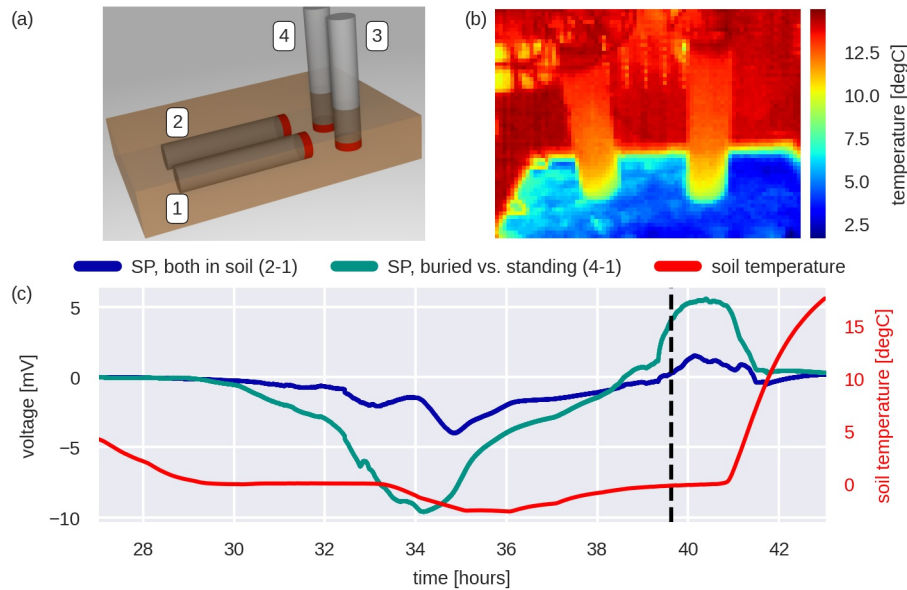 (a)
4
3
2
1
(b)
12.5
10.0
7.5
5.0
2.5
temperature [degC]
SP, both in soil (2-1)
SP, buried vs. standing (4-1)
soil temperature
(c)
5
0
−5
−10
voltage [mV]
15
10
5
0
soil temperature [degC]
28 30 32 34 36 38 40 42
time [hours]